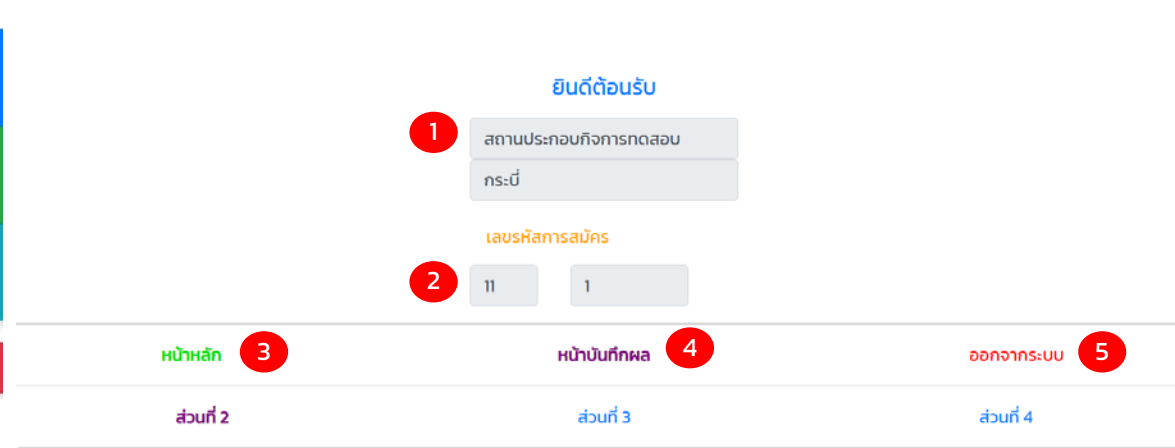 ยินดีต้อนรับ
1 สถานประกอบกิจการทดสอบ
กระบี่
เลขรหัสการสมัคร
2 11 1
หน้าหลัก 3 หน้าบันทึกผล 4 ออกจากระบบ 5
ส่วนที่ 2 ส่วนที่ 3 ส่วนที่ 4